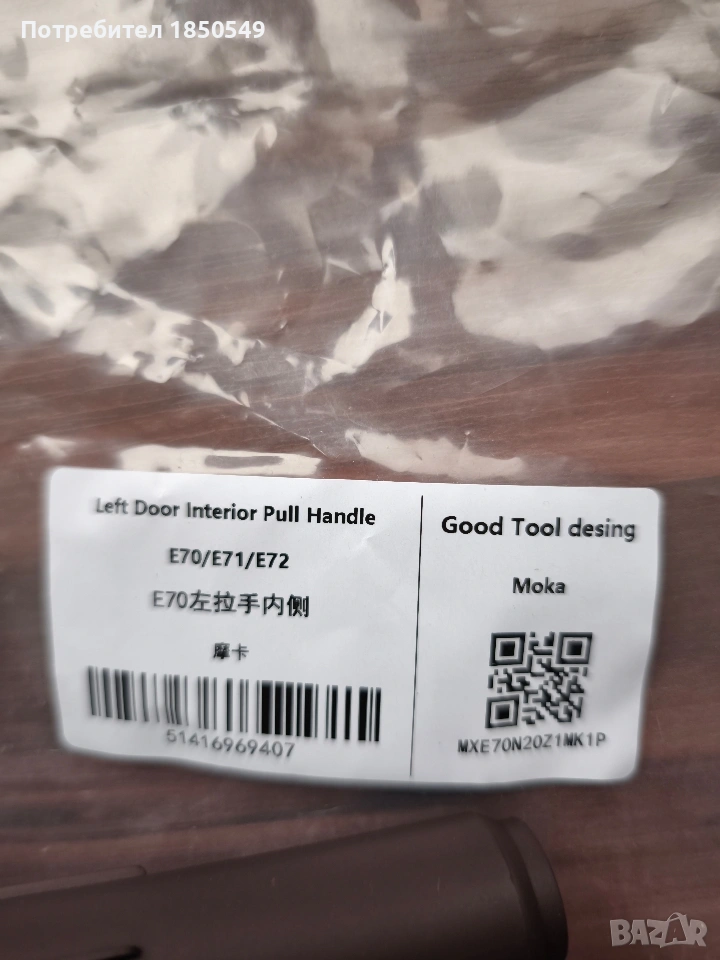 Потребител 1850549
Left Door Interior Pull Handle
E70/E71/E72
E70左拉手内侧
摩卡
51416969407
Good Tool desing
Moka
MXE70N20Z1MK1P
BAZAR